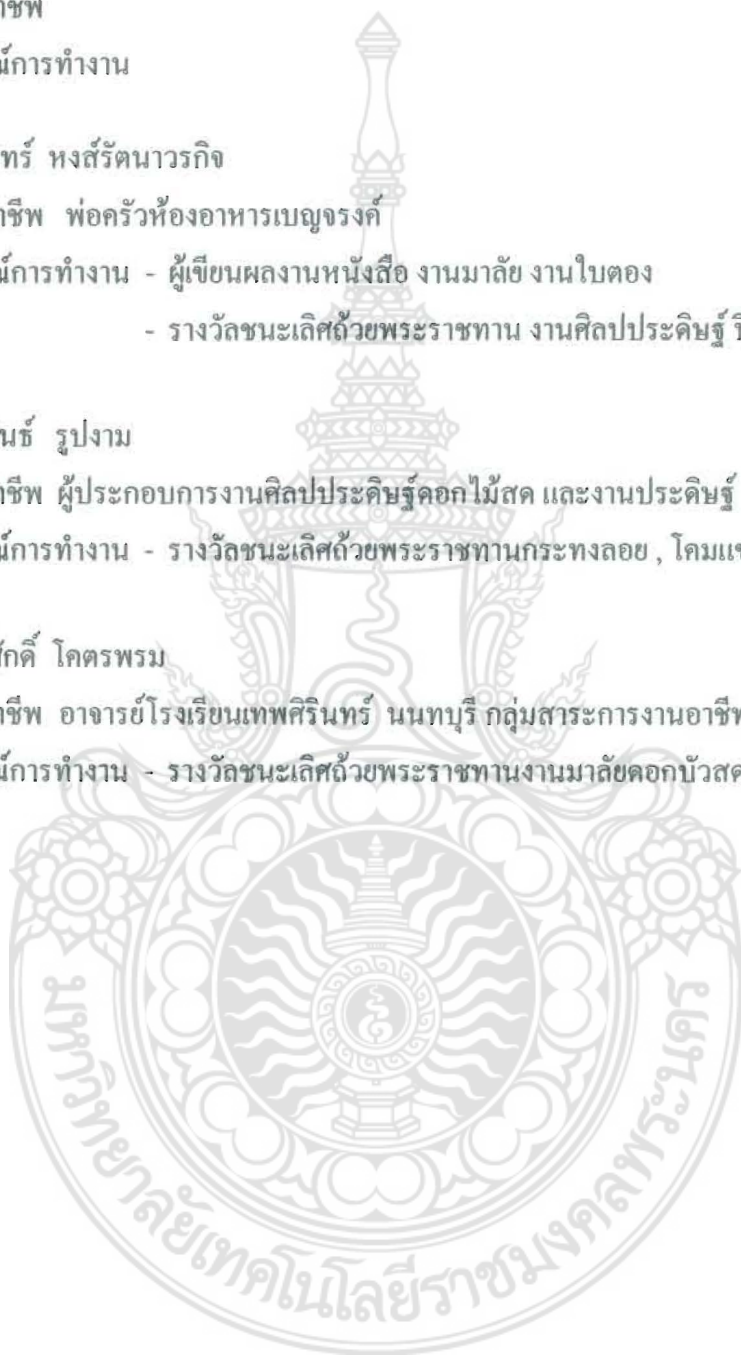 าชีพ
ณ์การทำงาน
ทร์ หงส์รัตนาวรกิจ
าชีพ พ่อครัวห้องอาหารเบญจรงค์
ณ์การทำงาน - ผู้เขียนผลงานหนังสือ งานมาลัย งานใบตอง
- รางวัลชนะเลิศถ้วยพระราชทาน งานศิลปประดิษฐ์ ปี
นธ์ รูปงาม
าชีพ ผู้ประกอบการงานศิลปประดิษฐ์ดอกไม้สด และงานประดิษฐ์
ณ์การทำงาน - รางวัลชนะเลิศถ้วยพระราชทานกระทงลอย , โคมแข
ักดิ์ โคตรพรม
าชีพ อาจารย์โรงเรียนเทพศิรินทร์ นนทบุรี กลุ่มสาระการงานอาชีพ
ณ์การทำงาน - รางวัลชนะเลิศถ้วยพระราชทานงานมาลัยดอกบัวสด
มหาวิทยาลัยเทคโนโลยีราชมงคลพระนคร